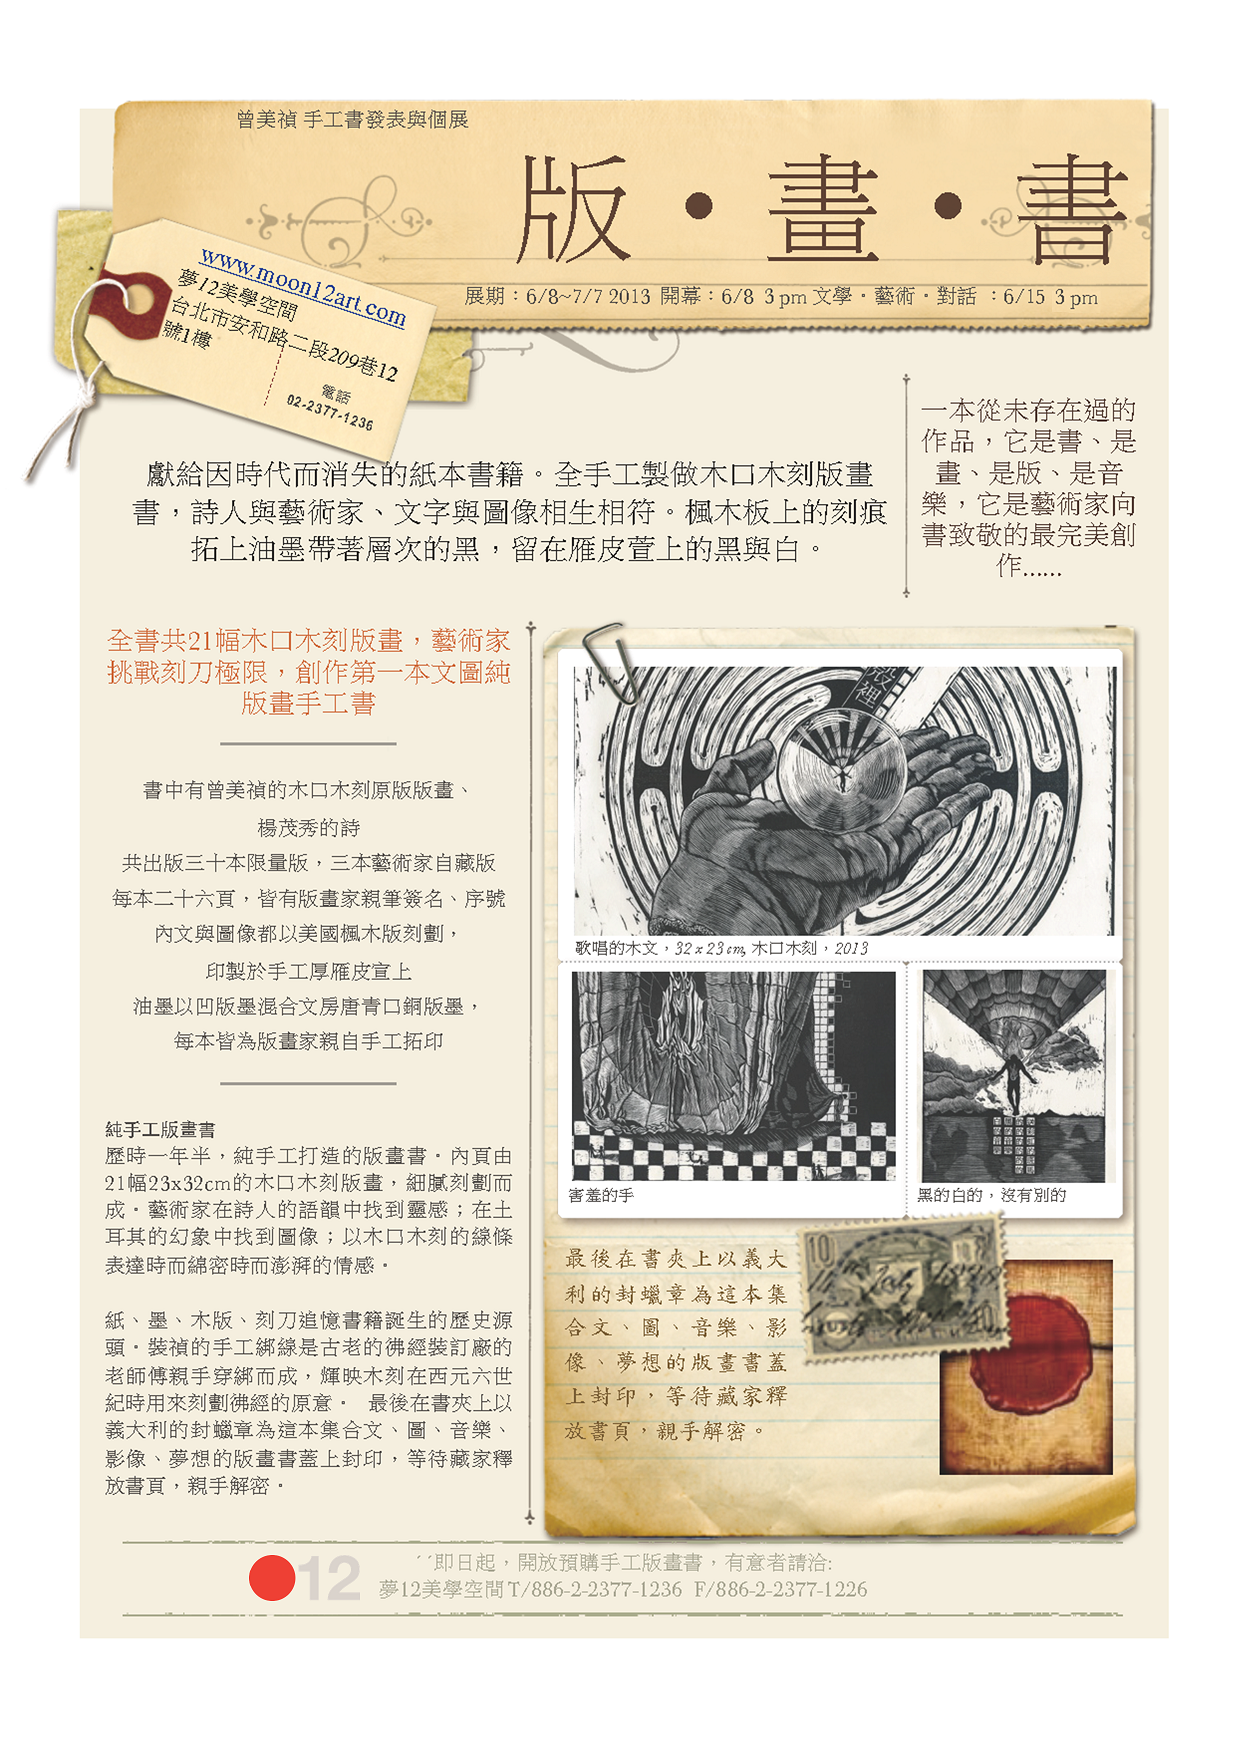 曾美禎 手工書發表與個展
版・畫・書
展期：6/8~7/7 2013 開幕：6/8 3 pm 文學・藝術・對話 ：6/15 3 pm
www.moon12art.com
夢12美學空間
台北市安和路二段209巷12
號1樓
電話
02-2377-1236
一本從未存在過的
作品，它是書、是
畫、是版、是音
樂，它是藝術家向
書致敬的最完美創
作......
獻給因時代而消失的紙本書籍。全手工製做木口木刻版畫
書，詩人與藝術家、文字與圖像相生相符。楓木板上的刻痕
拓上油墨帶著層次的黑，留在雁皮萱上的黑與白。
全書共21幅木口木刻版畫，藝術家
挑戰刻刀極限，創作第一本文圖純
版畫手工書
書中有曾美禎的木口木刻原版版畫、
楊茂秀的詩
共出版三十本限量版，三本藝術家自藏版
每本二十六頁，皆有版畫家親筆簽名、序號
內文與圖像都以美國楓木版刻劃，
印製於手工厚雁皮宣上
油墨以凹版墨混合文房唐青口銅版墨，
每本皆為版畫家親自手工拓印
純手工版畫書
歷時一年半，純手工打造的版畫書。內頁由
21幅23x32cm的木口木刻版畫，細膩刻劃而
成。藝術家在詩人的語韻中找到靈感；在土
耳其的幻象中找到圖像；以木口木刻的線條
表達時而綿密時而澎湃的情感。
紙、墨、木版、刻刀追憶書籍誕生的歷史源
頭。裝禎的手工綁線是古老的佛經裝訂廠的
老師傅親手穿綁而成，輝映木刻在西元六世
紀時用來刻劃佛經的原意。 最後在書夾上以
義大利的封蠟章為這本集合文、圖、音樂、
影像、夢想的版畫書蓋上封印，等待藏家釋
放書頁，親手解密。
歌唱的木文，32 x 23 cm, 木口木刻，2013
害羞的手
黑的白的，沒有別的
最後在書夾上以義大
利的封蠟章為這本集
合文、圖、音樂、影
像、夢想的版畫書蓋
上封印，等待藏家釋
放書頁，親手解密。
10
12
˙˙即日起，開放預購手工版畫書，有意者請洽:
夢12美學空間 T/886-2-2377-1236 F/886-2-2377-1226